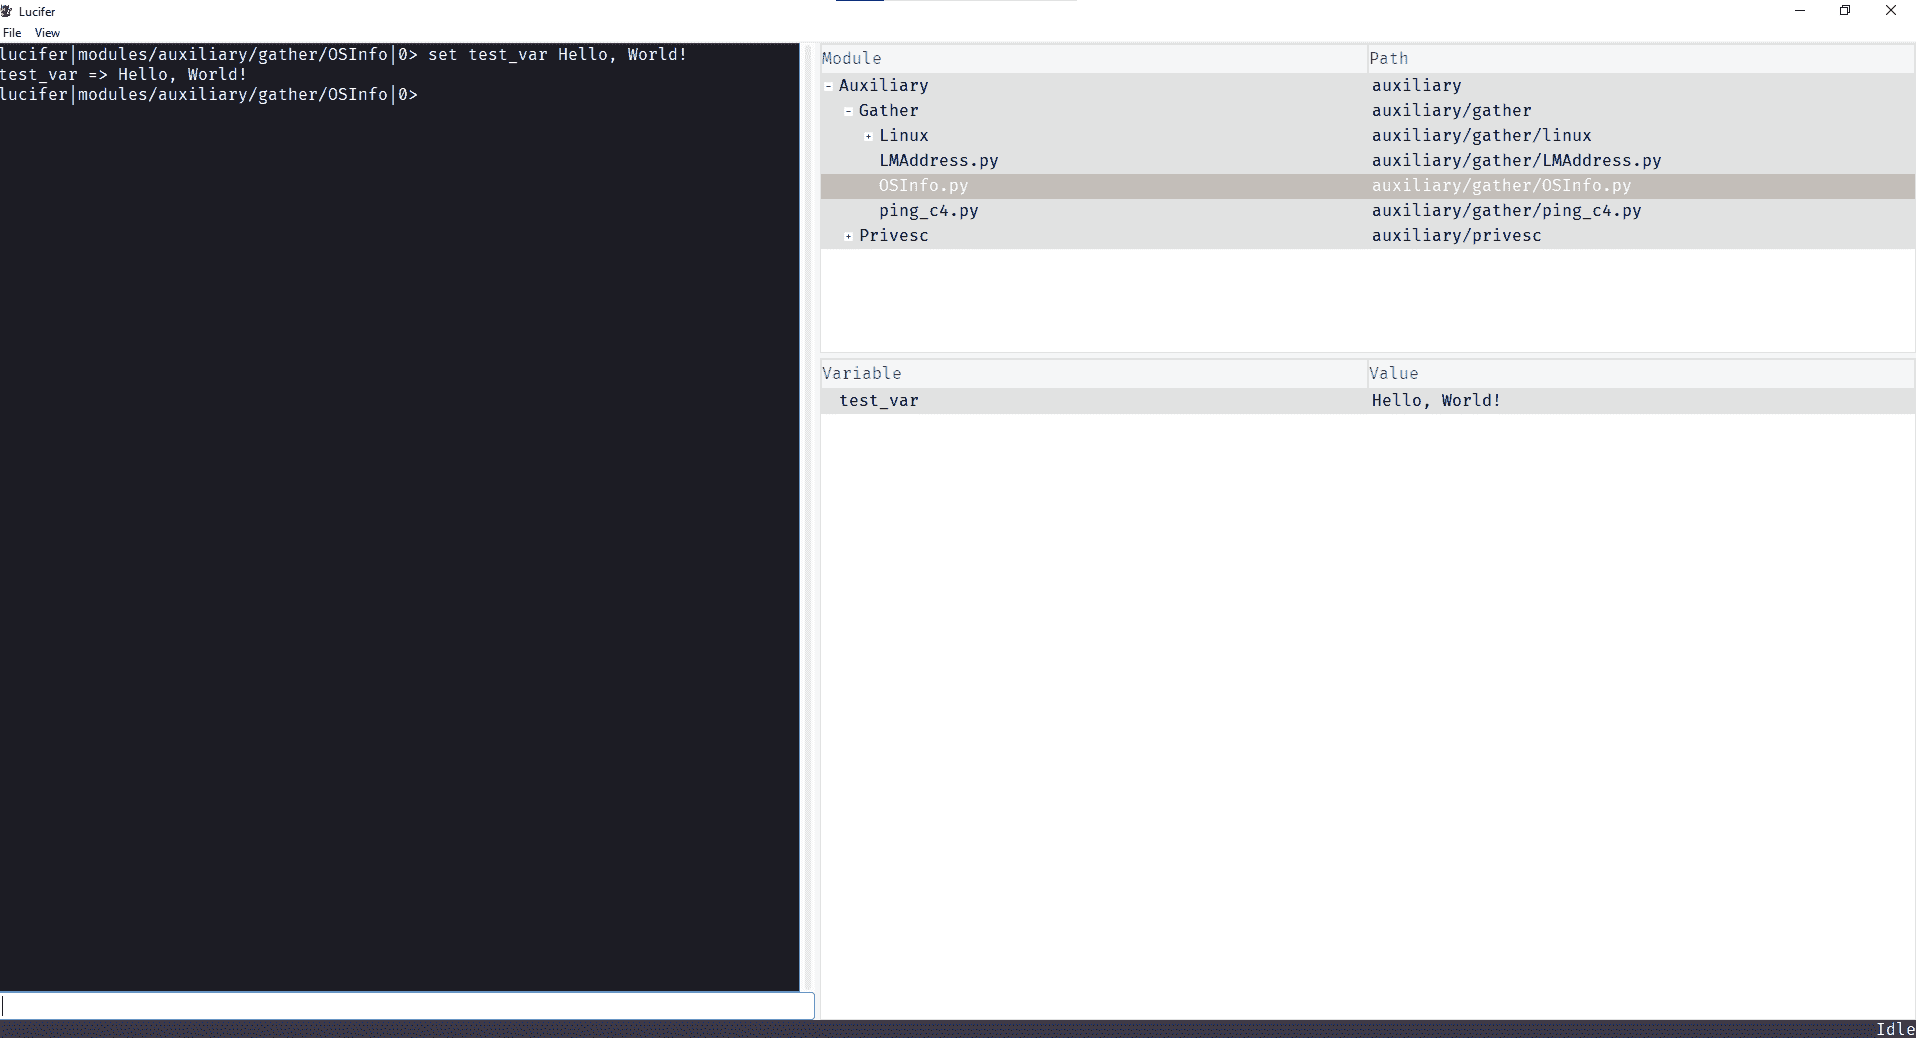 Lucifer
File View
lucifer|modules/auxiliary/gather/OSInfo|0> set test_var Hello, World!
test_var => Hello, World!
lucifer|modules/auxiliary/gather/OSInfo|0>
Module Path
Auxiliary auxiliary
Gather auxiliary/gather
Linux auxiliary/gather/linux
LMAddress.py auxiliary/gather/LMAddress.py
OSInfo.py auxiliary/gather/OSInfo.py
ping_c4.py auxiliary/gather/ping_c4.py
Privesc auxiliary/privesc
Variable Value
test_var Hello, World!
Idle